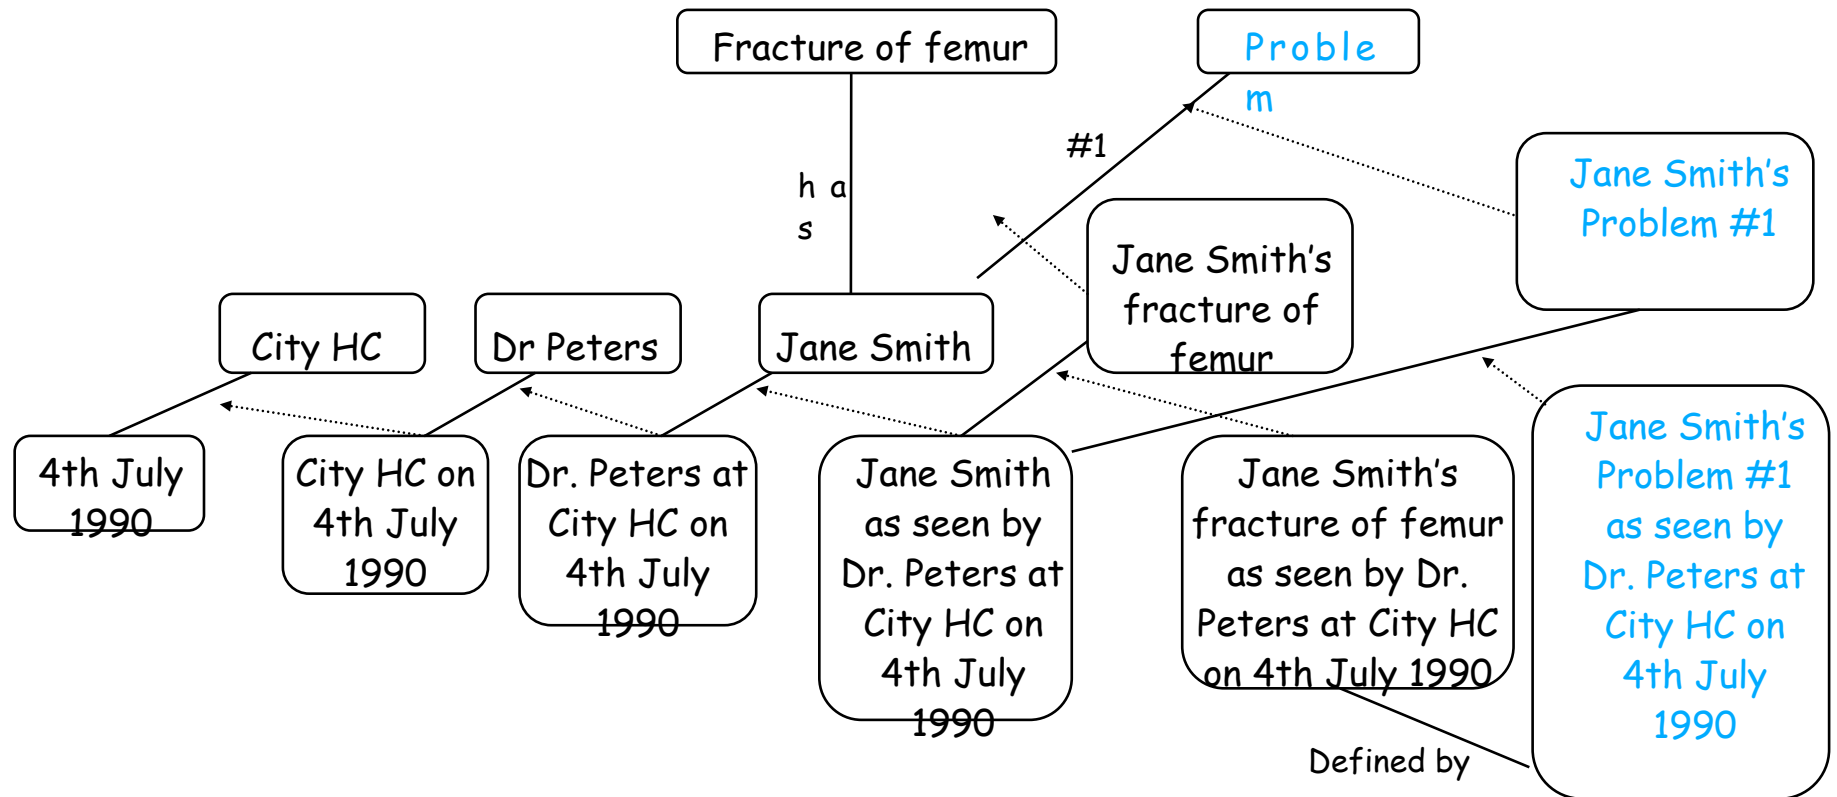 Fracture of femur
Proble
m
#1
h a
s
Jane Smith's
Problem #1
Jane Smith's
fracture of
femur
City HC
Dr Peters
Jane Smith
4th July
1990
City HC on
4th July
1990
Dr. Peters at
City HC on
4th July
1990
Jane Smith
as seen by
Dr. Peters at
City HC on
4th July
1990
Jane Smith's
fracture of femur
as seen by Dr.
Peters at City HC
on 4th July 1990
Jane Smith's
Problem #1
as seen by
Dr. Peters at
City HC on
4th July
1990
Defined by